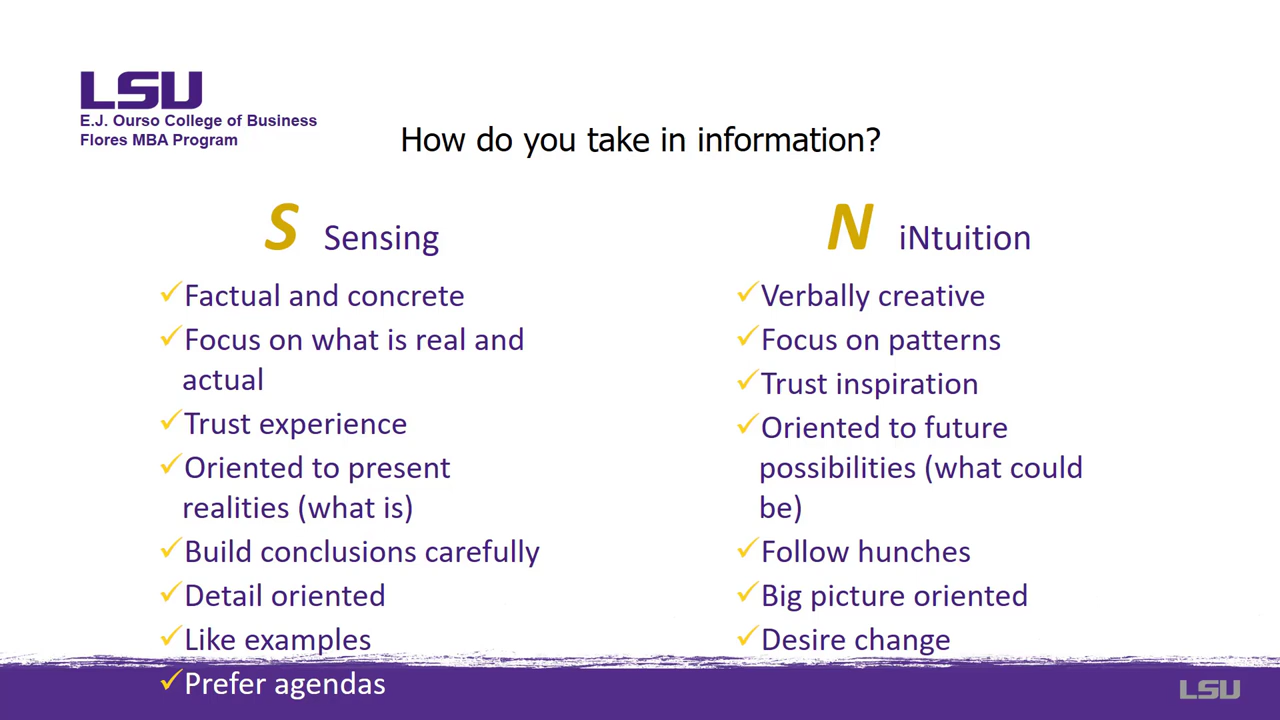 LSU
E.J. Ourso College of Business
Flores MBA Program
How do you take in information?
S Sensing
✓Factual and concrete
✓Focus on what is real and
actual
✓Trust experience
✓Oriented to present
realities (what is)
✓Build conclusions carefully
✓Detail oriented
✓Like examples
✓Prefer agendas
N iNtuition
✓Verbally creative
✓Focus on patterns
✓Trust inspiration
✓Oriented to future
possibilities (what could
be)
✓Follow hunches
✓Big picture oriented
✓Desire change
LSU